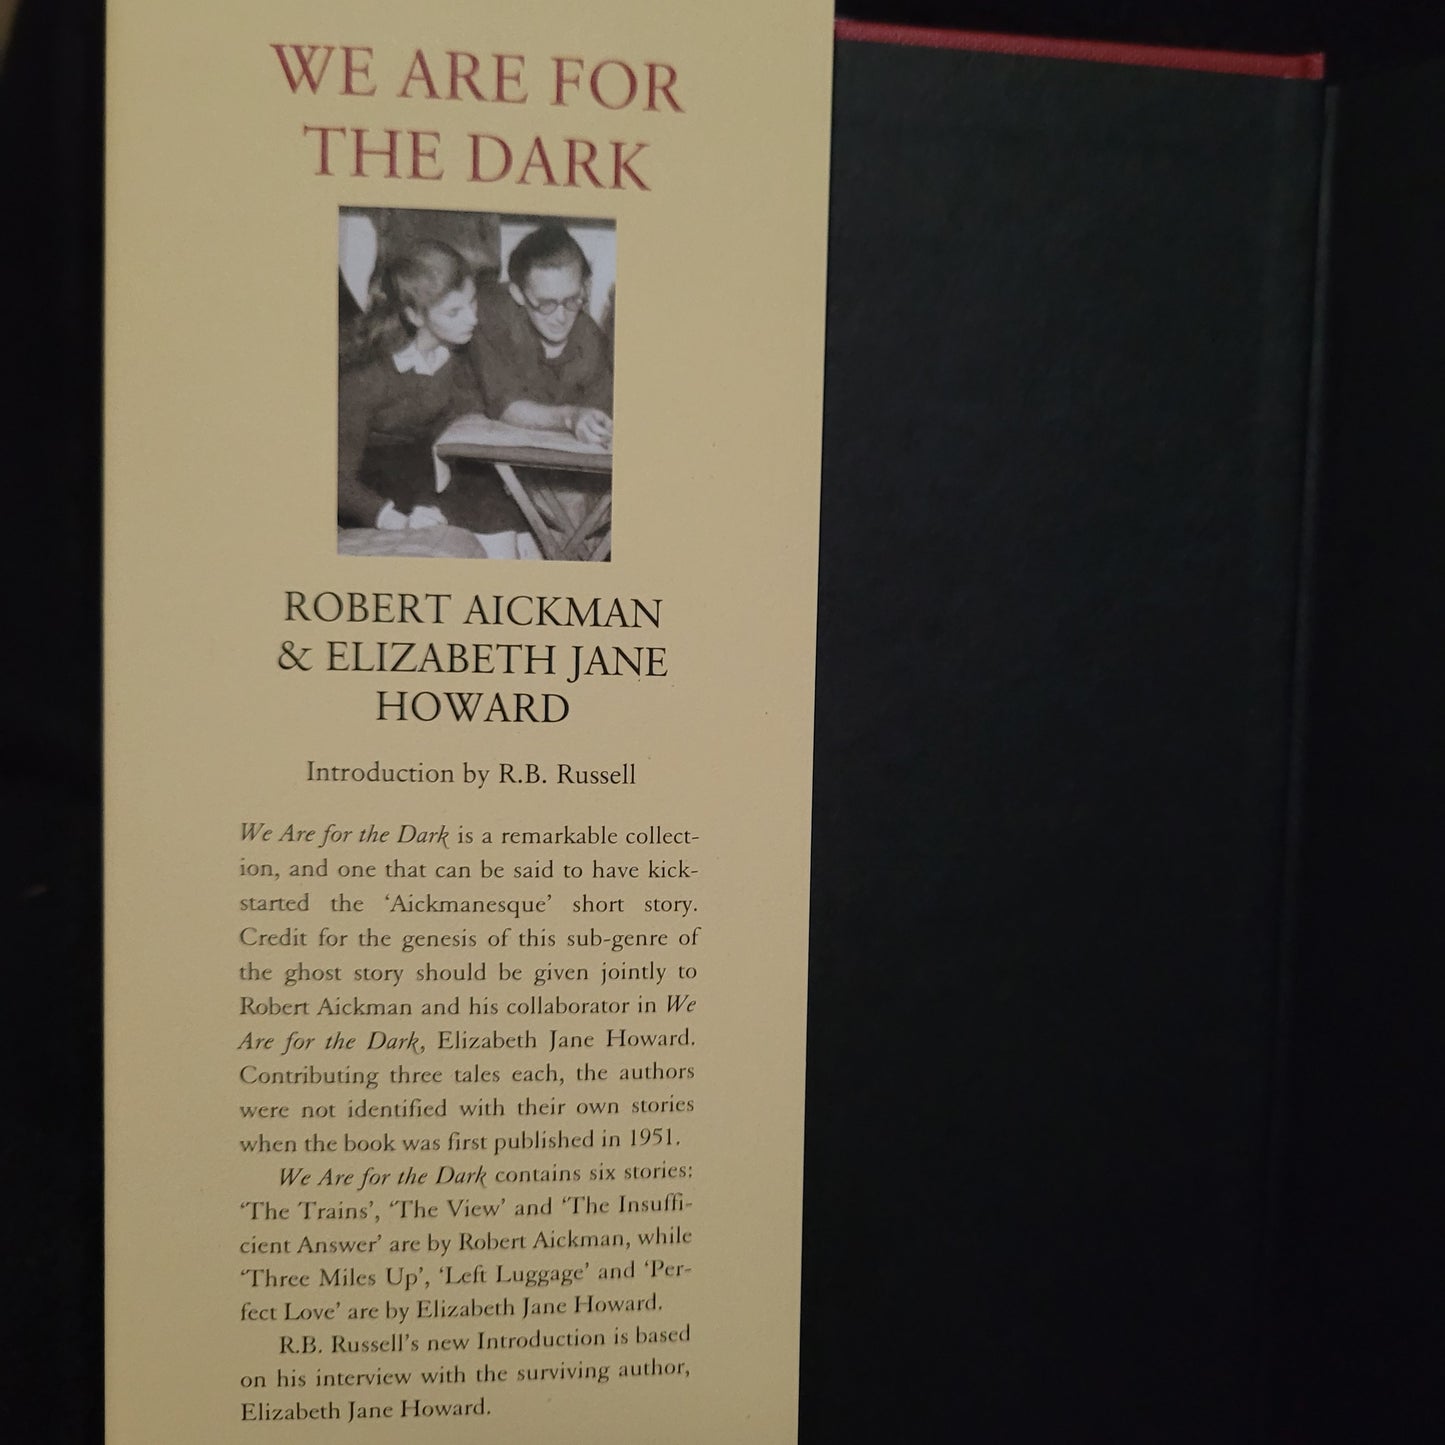 WE ARE FOR
THE DARK
ROBERT AICKMAN
& ELIZABETH JANE
HOWARD
Introduction by R.B. Russell
We Are for the Dark is a remarkable collect-
ion, and one that can be said to have kick-
started the ‘Aickmanesque’ short story.
Credit for the genesis of this sub-genre of
the ghost story should be given jointly to
Robert Aickman and his collaborator in We
Are for the Dark, Elizabeth Jane Howard.
Contributing three tales each, the authors
were not identified with their own stories
when the book was first published in 1951.
We Are for the Dark contains six stories:
‘The Trains’, ‘The View’ and ‘The Insuffi-
cient Answer’ are by Robert Aickman, while
‘Three Miles Up’, ‘Left Luggage’ and ‘Per-
fect Love’ are by Elizabeth Jane Howard.
R.B. Russell’s new Introduction is based
on his interview with the surviving author,
Elizabeth Jane Howard.